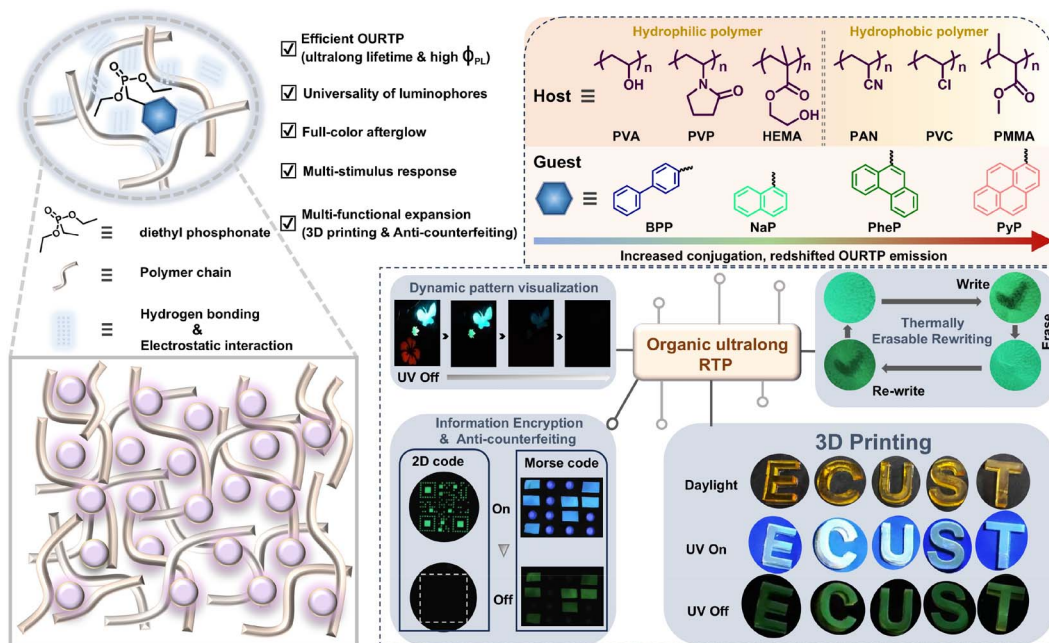 Efficient OURTP
(ultralong lifetime & high ϕPL)
Universality of luminophores
Full-color afterglow
Multi-stimulus response
Multi-functional expansion
(3D printing & Anti-counterfeiting)
O
O
P
O
O
O
P
O
≡
diethyl phosphonate
≡
Polymer chain
≡
Hydrogen bonding
&
Electrostatic interaction
Hydrophilic polymer
Hydrophobic polymer
Host ≡
n
OH
n
N
O
n
O
O
OH
n
CN
n
Cl
n
O
O
PVA
PVP
HEMA
PAN
PVC
PMMA
Guest
≡
BPP
NaP
PheP
PyP
Increased conjugation, redshifted OURTP emission
Dynamic pattern visualization
UV Off
Organic ultralong
RTP
Write
Thermally
Erasable Rewriting
Erase
Re-write
Information Encryption
& Anti-counterfeiting
2D code
Morse code
On
Off
3D Printing
Daylight
E C U S T
UV On
E C U S T
UV Off
E C U S T